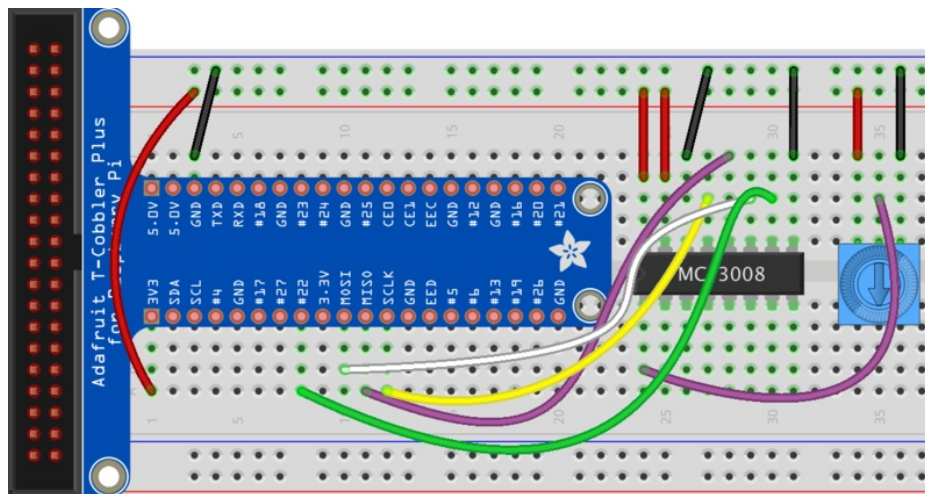 Adafruit T-Cobbler Plus
for Raspberry Pi
5 10 15 20 30 35
5.0V 5.0V GND TXD RXD #18 GND #23 #24 GND #25 CE0 CE1 EEC GND #12 GND #16 #20 #21
3V3 SDA SCL #4 GND #17 #27 #22 3.3V MOSI MISO SCLK GND EED #5 #6 #13 #19 #26 GND
MCP3008
A
1 5 20 25 30 35